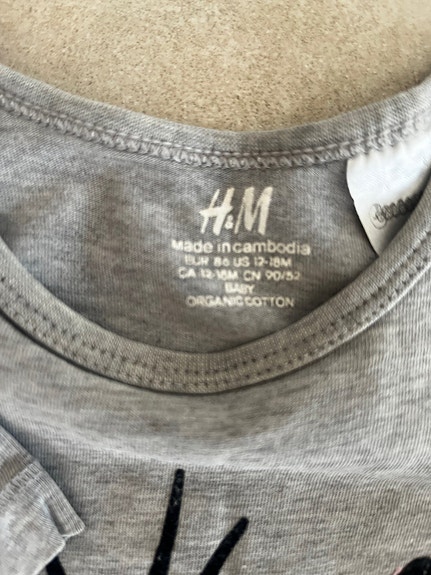 H&M
Made in cambodia
EUR 86 US 12-18M
CA 12-18M CN 90/52
BABY
ORGANIC COTTON